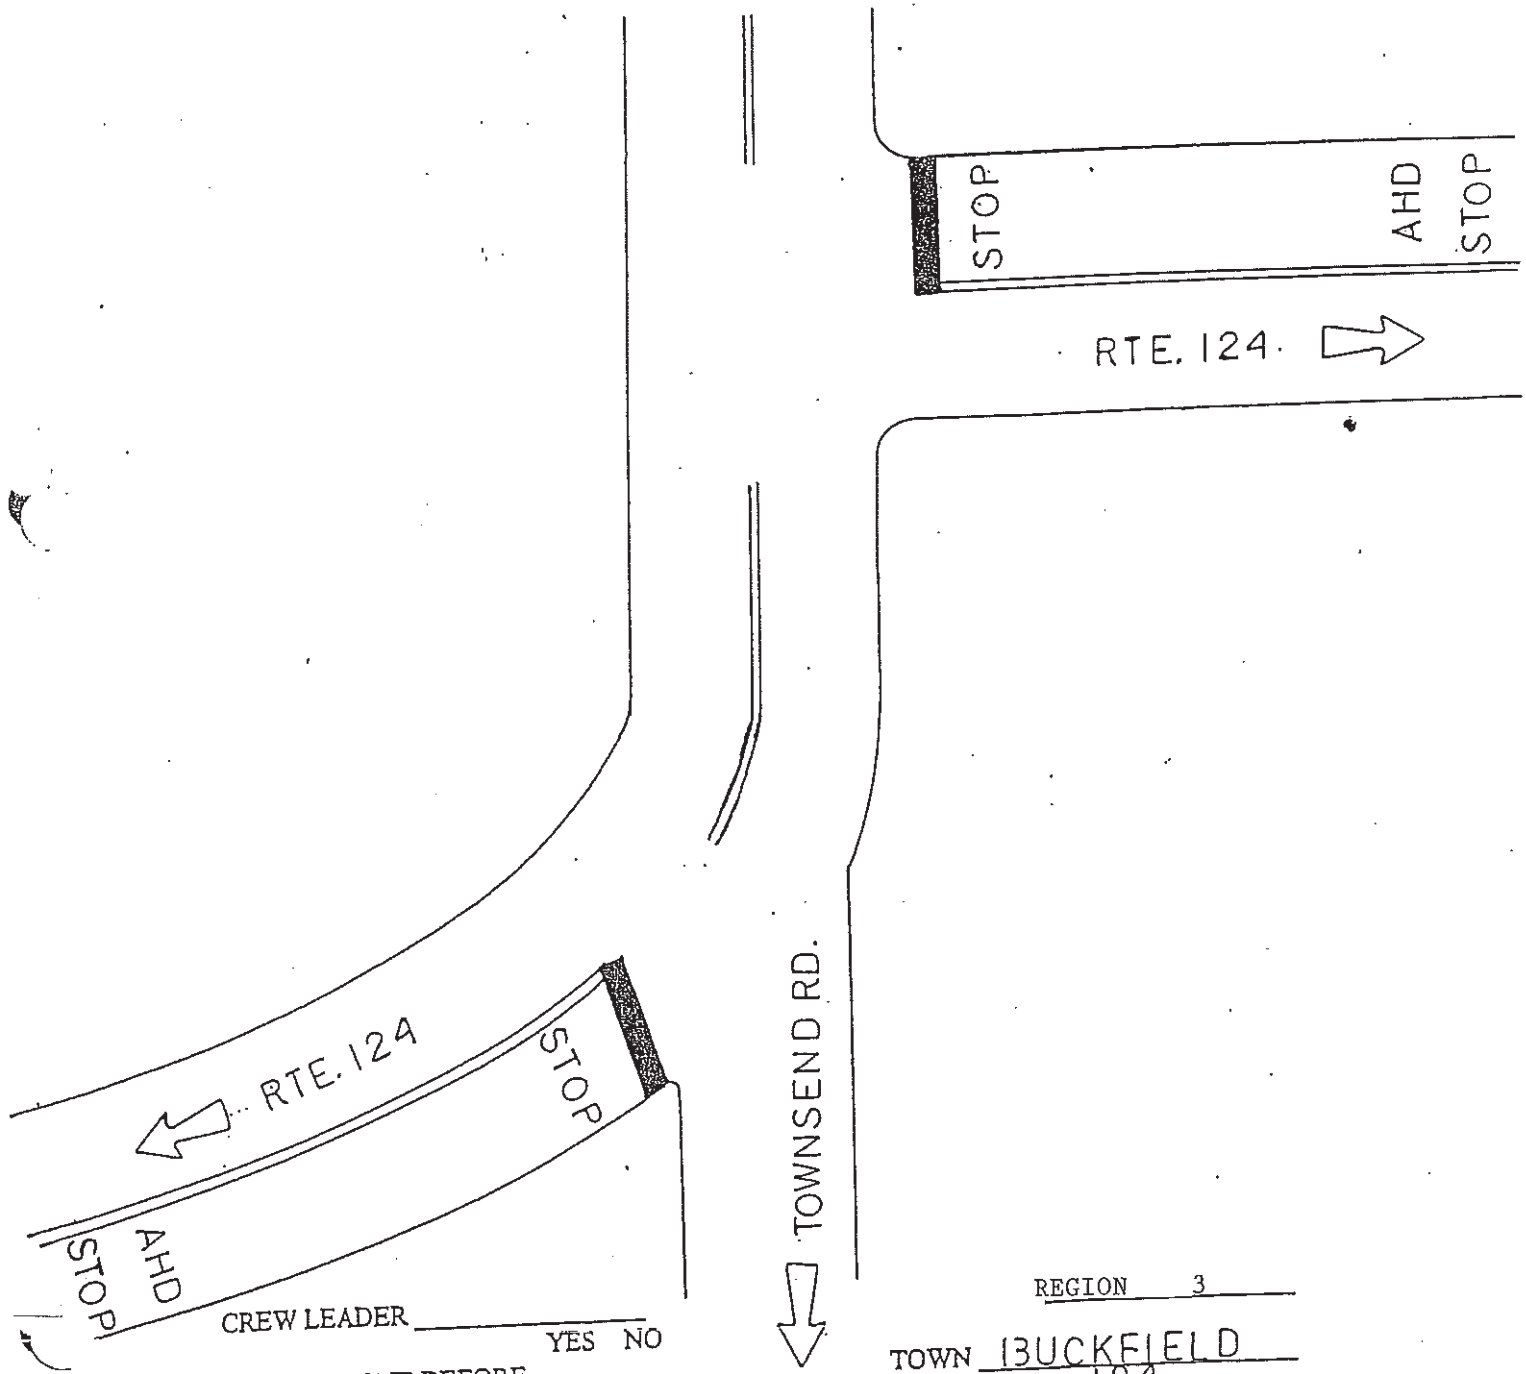 STOP
AHD
STOP
RTE. 124
TOWNSEND RD.
RTE. 124
STOP
AHD
STOP
REGION 3
CREW LEADER
YES NO
TOWN BUCKFIELD